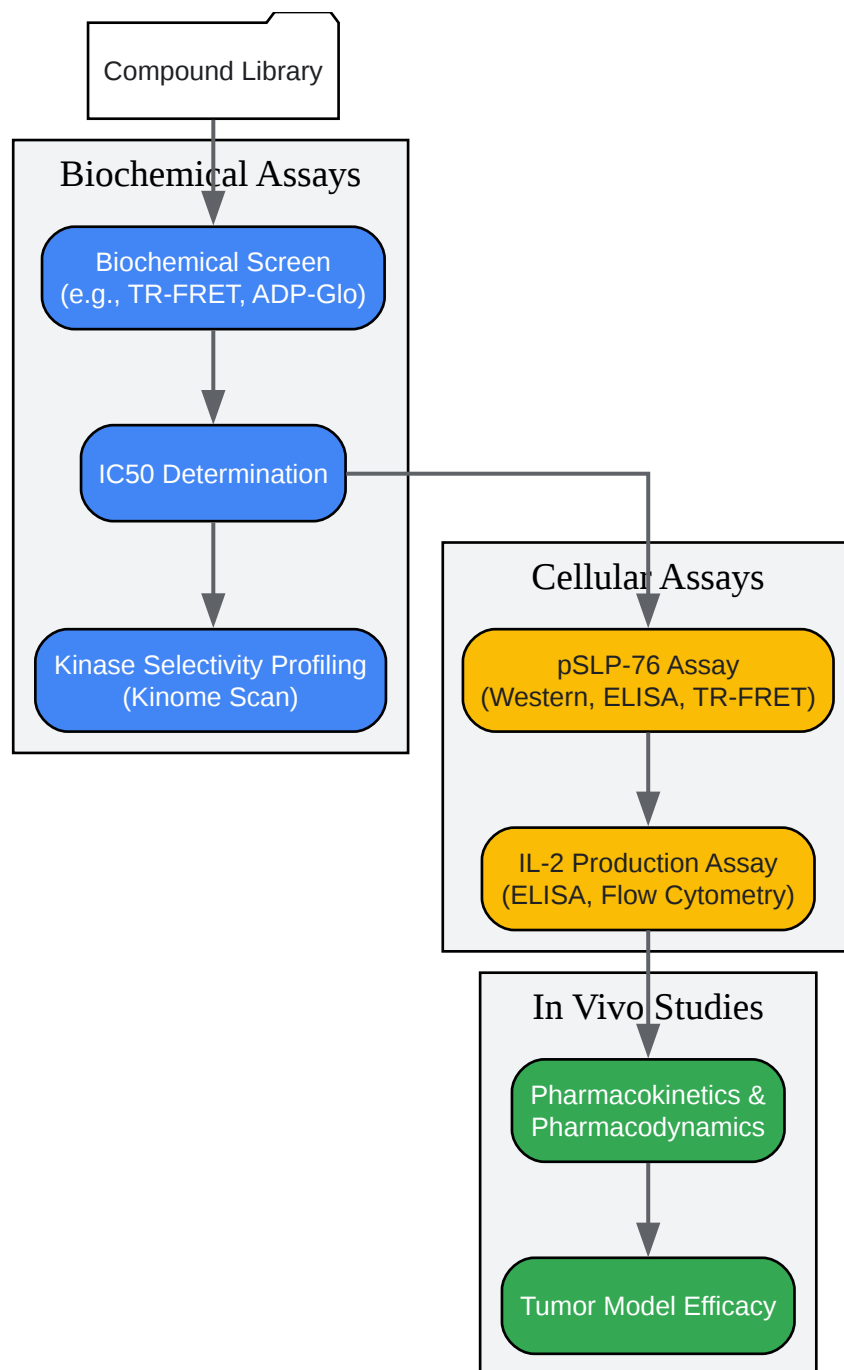 Compound Library
Biochemical Assays
Biochemical Screen
(e.g., TR-FRET, ADP-Glo)
IC50 Determination
Kinase Selectivity Profiling
(Kinome Scan)
Cellular Assays
pSLP-76 Assay
(Western, ELISA, TR-FRET)
IL-2 Production Assay
(ELISA, Flow Cytometry)
In Vivo Studies
Pharmacokinetics &
Pharmacodynamics
Tumor Model Efficacy